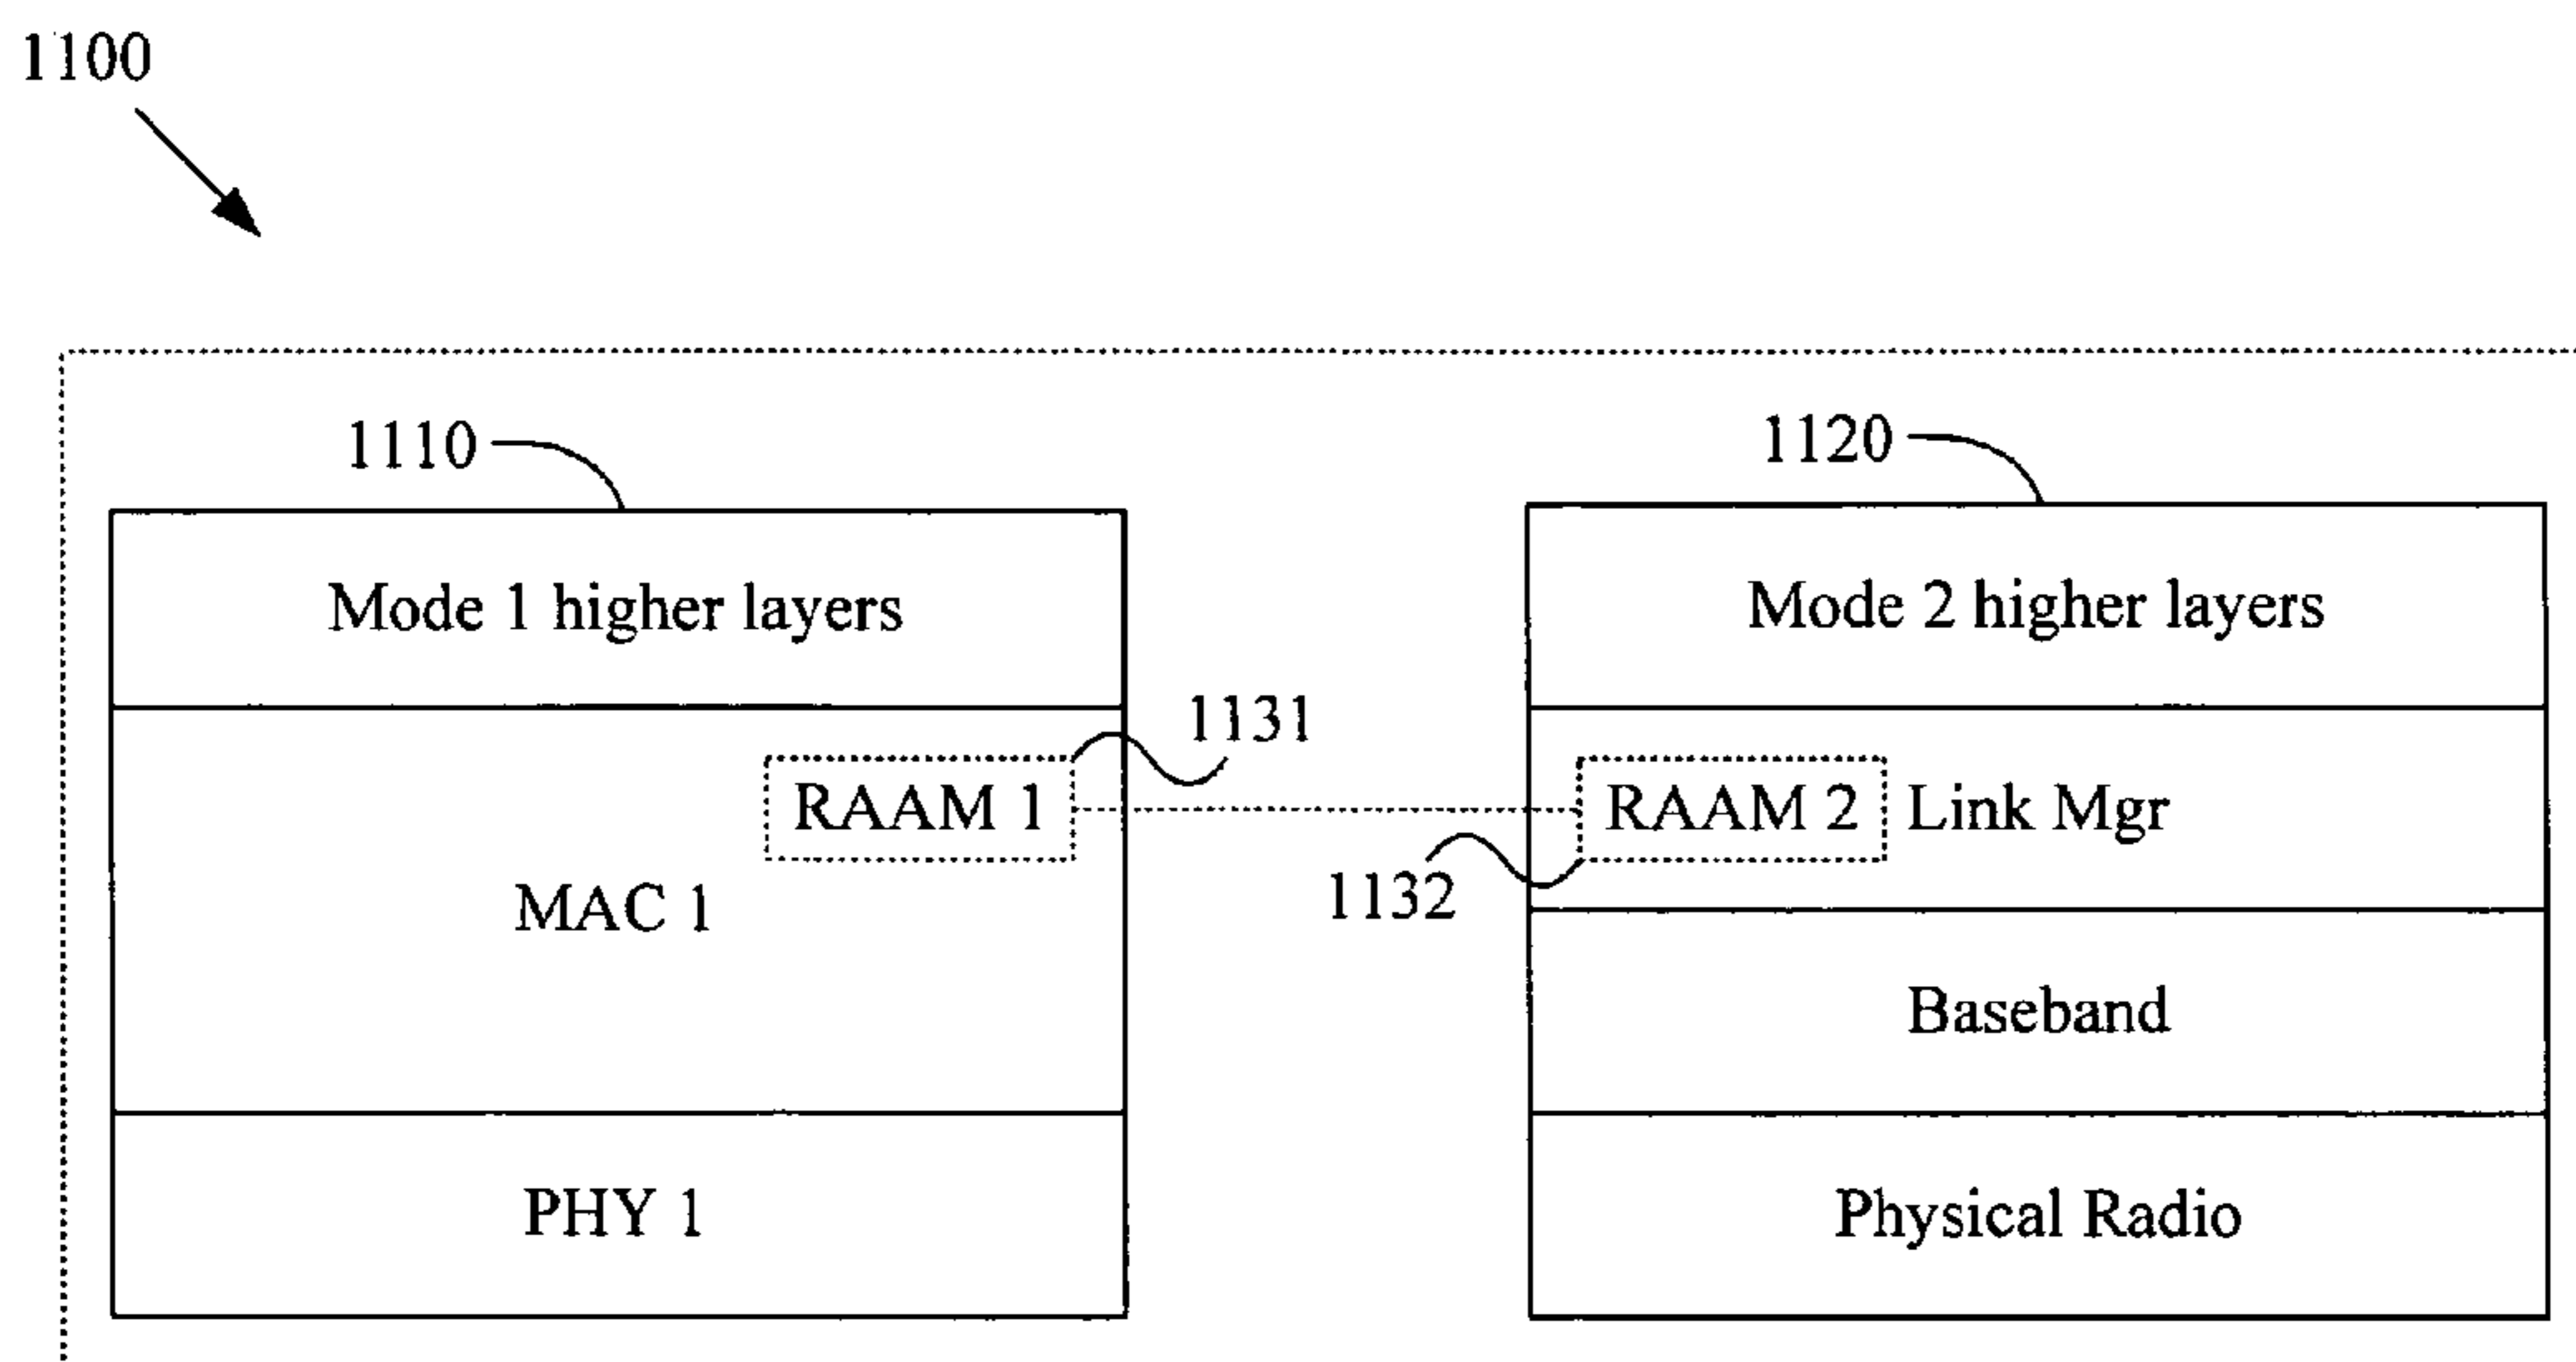 1100
1110
1120
Mode 1 higher layers
Mode 2 higher layers
1131
RAAM 1
RAAM 2 Link Mgr
1132
MAC 1
Baseband
PHY 1
Physical Radio